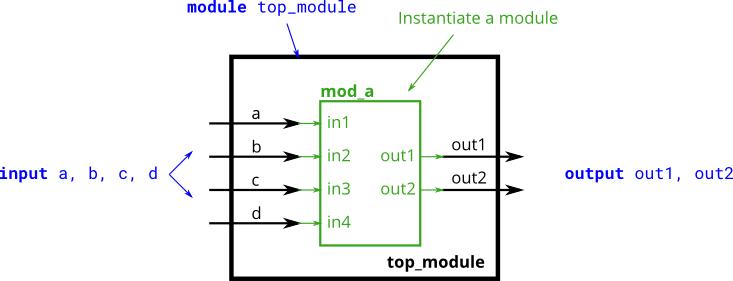 module top_module
Instantiate a module
mod_a
a
in1
b
in2
out1
out1
input a, b, c, d
c
in3
out2
out2
output out1, out2
d
in4
top_module